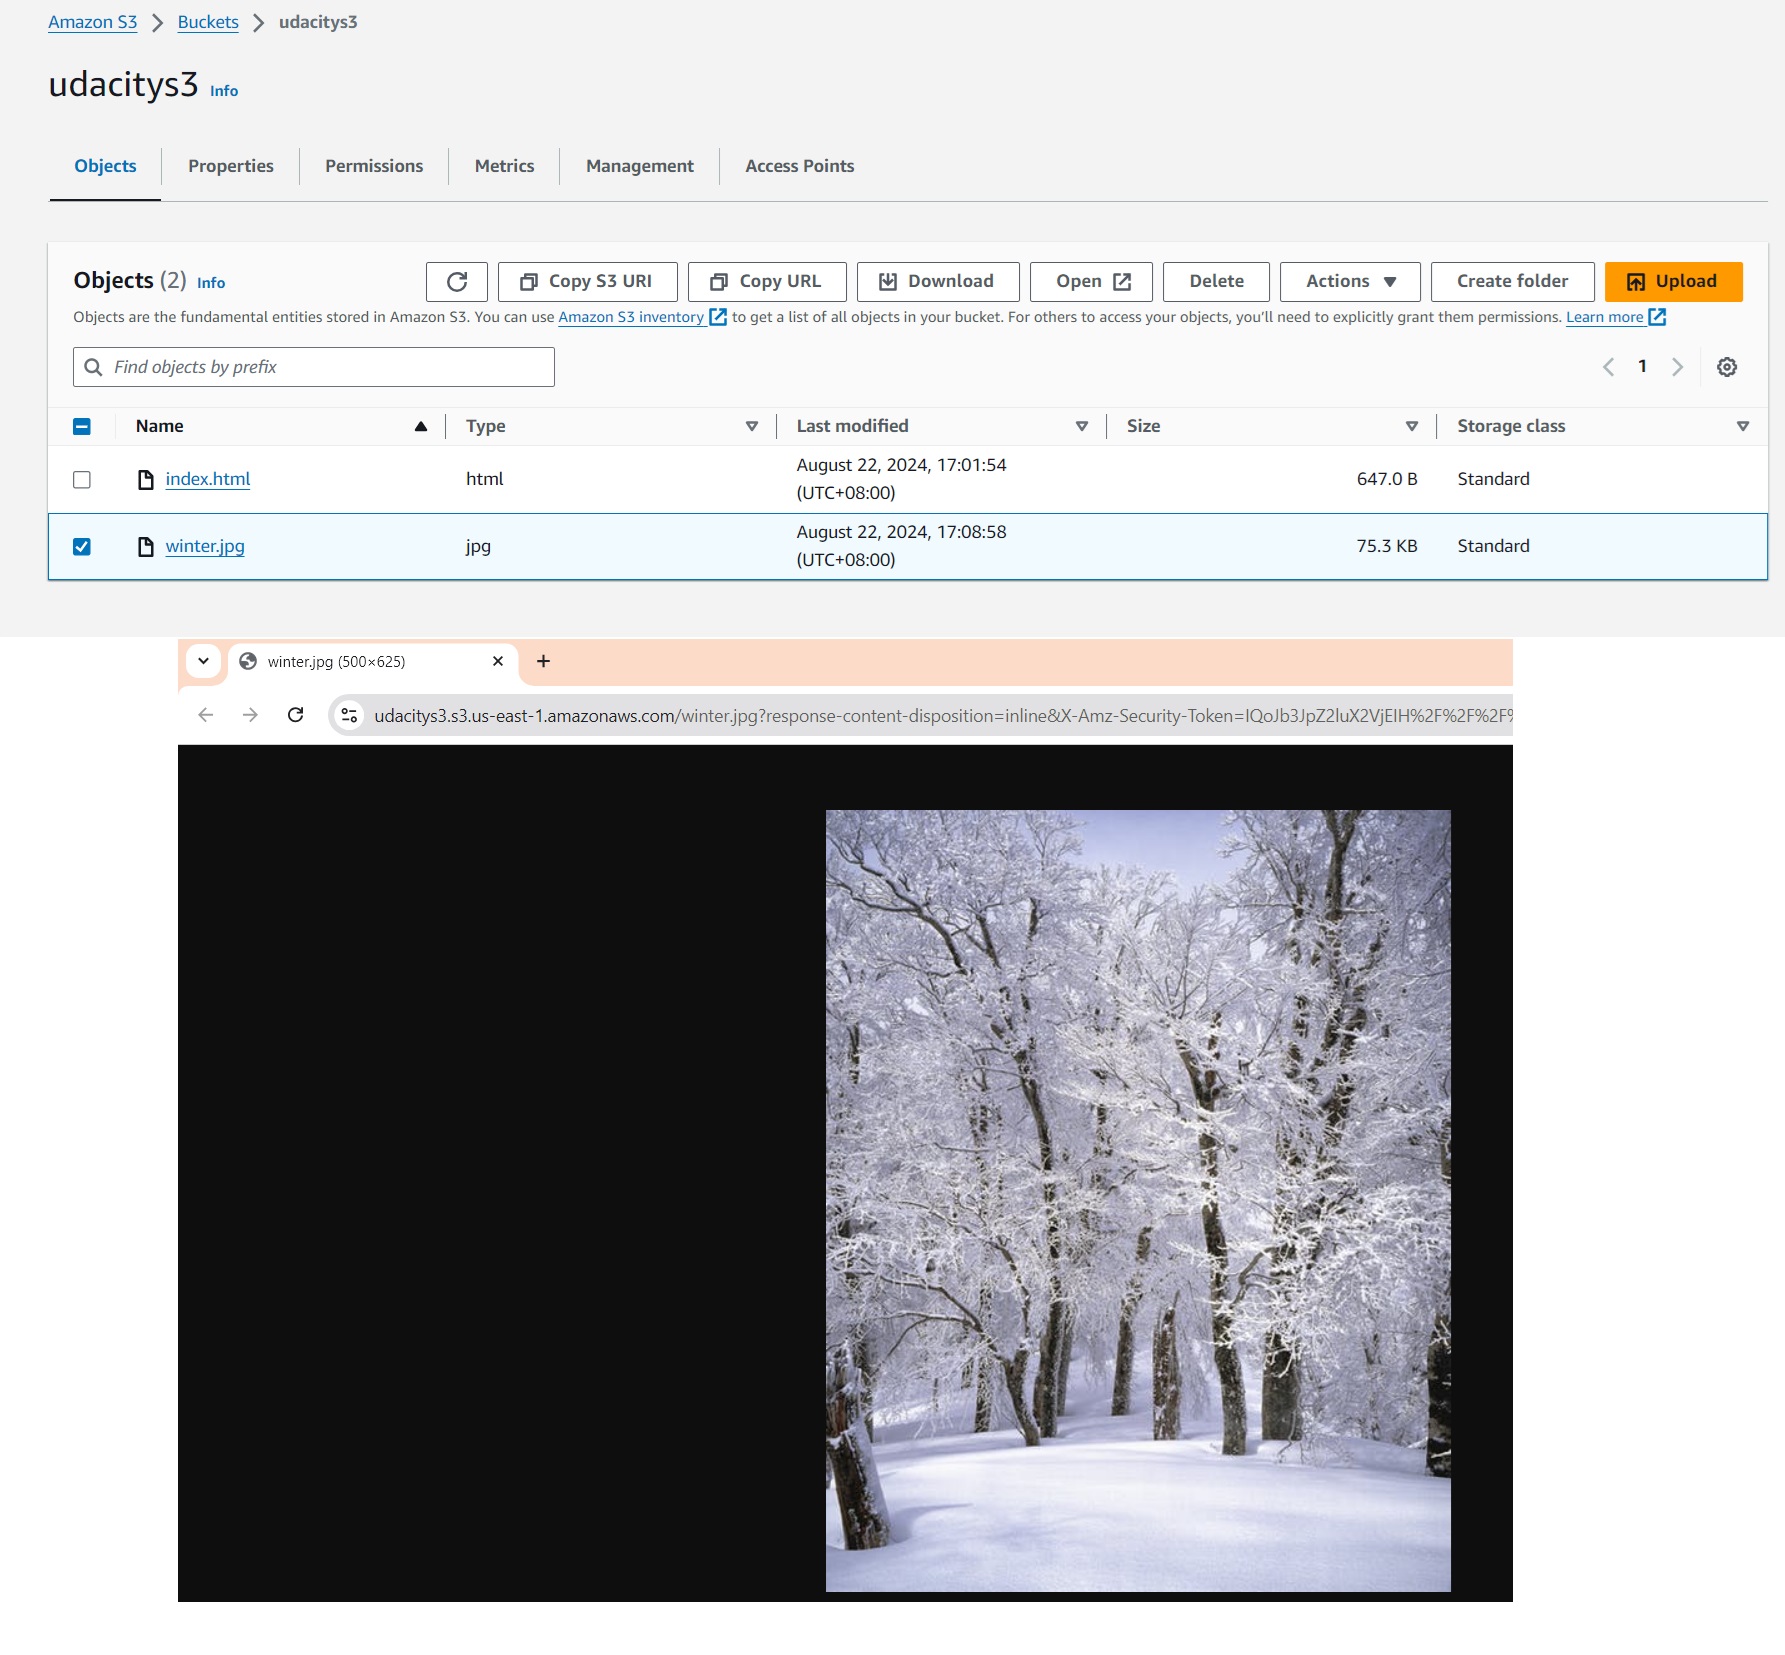 Amazon S3 > Buckets > udacitys3
udacitys3 Info
Objects Properties Permissions Metrics Management Access Points
Objects (2) Info Copy S3 URI Copy URL Download Open Delete Actions Create folder Upload
Objects are the fundamental entities stored in Amazon S3. You can use Amazon S3 inventory to get a list of all objects in your bucket. For others to access your objects, you'll need to explicitly grant them permissions. Learn more
Find objects by prefix 1
Name Type Last modified Size Storage class
index.html html August 22, 2024, 17:01:54 (UTC+08:00) 647.0 B Standard
winter.jpg jpg August 22, 2024, 17:08:58 (UTC+08:00) 75.3 KB Standard
winter.jpg (500×625)
udacitys3.s3.us-east-1.amazonaws.com/winter.jpg?response-content-disposition=inline&X-Amz-Security-Token=IQoJb3JpZ2luX2VjEIH%2F%2F%2F%